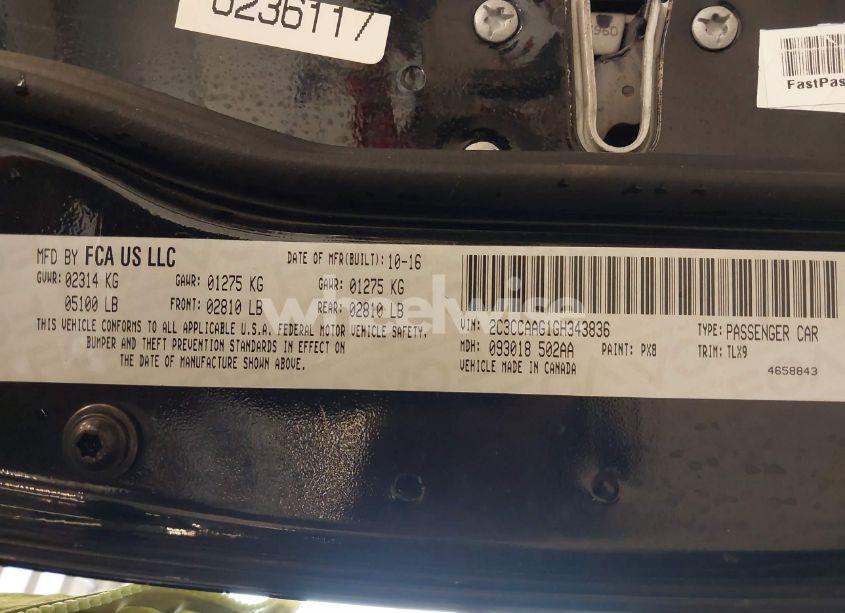 6236117
960
FastPas
MFD BY FCA US LLC
DATE OF MFR(BUILT): 10-16
GVWR: 02314 KG GAWR: 01275 KG GAWR: 01275 KG
05100 LB FRONT: 02810 LB REAR: 02810 LB
THIS VEHICLE CONFORMS TO ALL APPLICABLE U.S.A. FEDERAL MOTOR VEHICLE SAFETY,
BUMPER AND THEFT PREVENTION STANDARDS IN EFFECT ON
THE DATE OF MANUFACTURE SHOWN ABOVE.
VIN: 2C3CCAAG1GH343836 TYPE: PASSENGER CAR
MDH: 093018 502AA PAINT: PX8 TRIM: TLX9
VEHICLE MADE IN CANADA 4658843
wheelwise